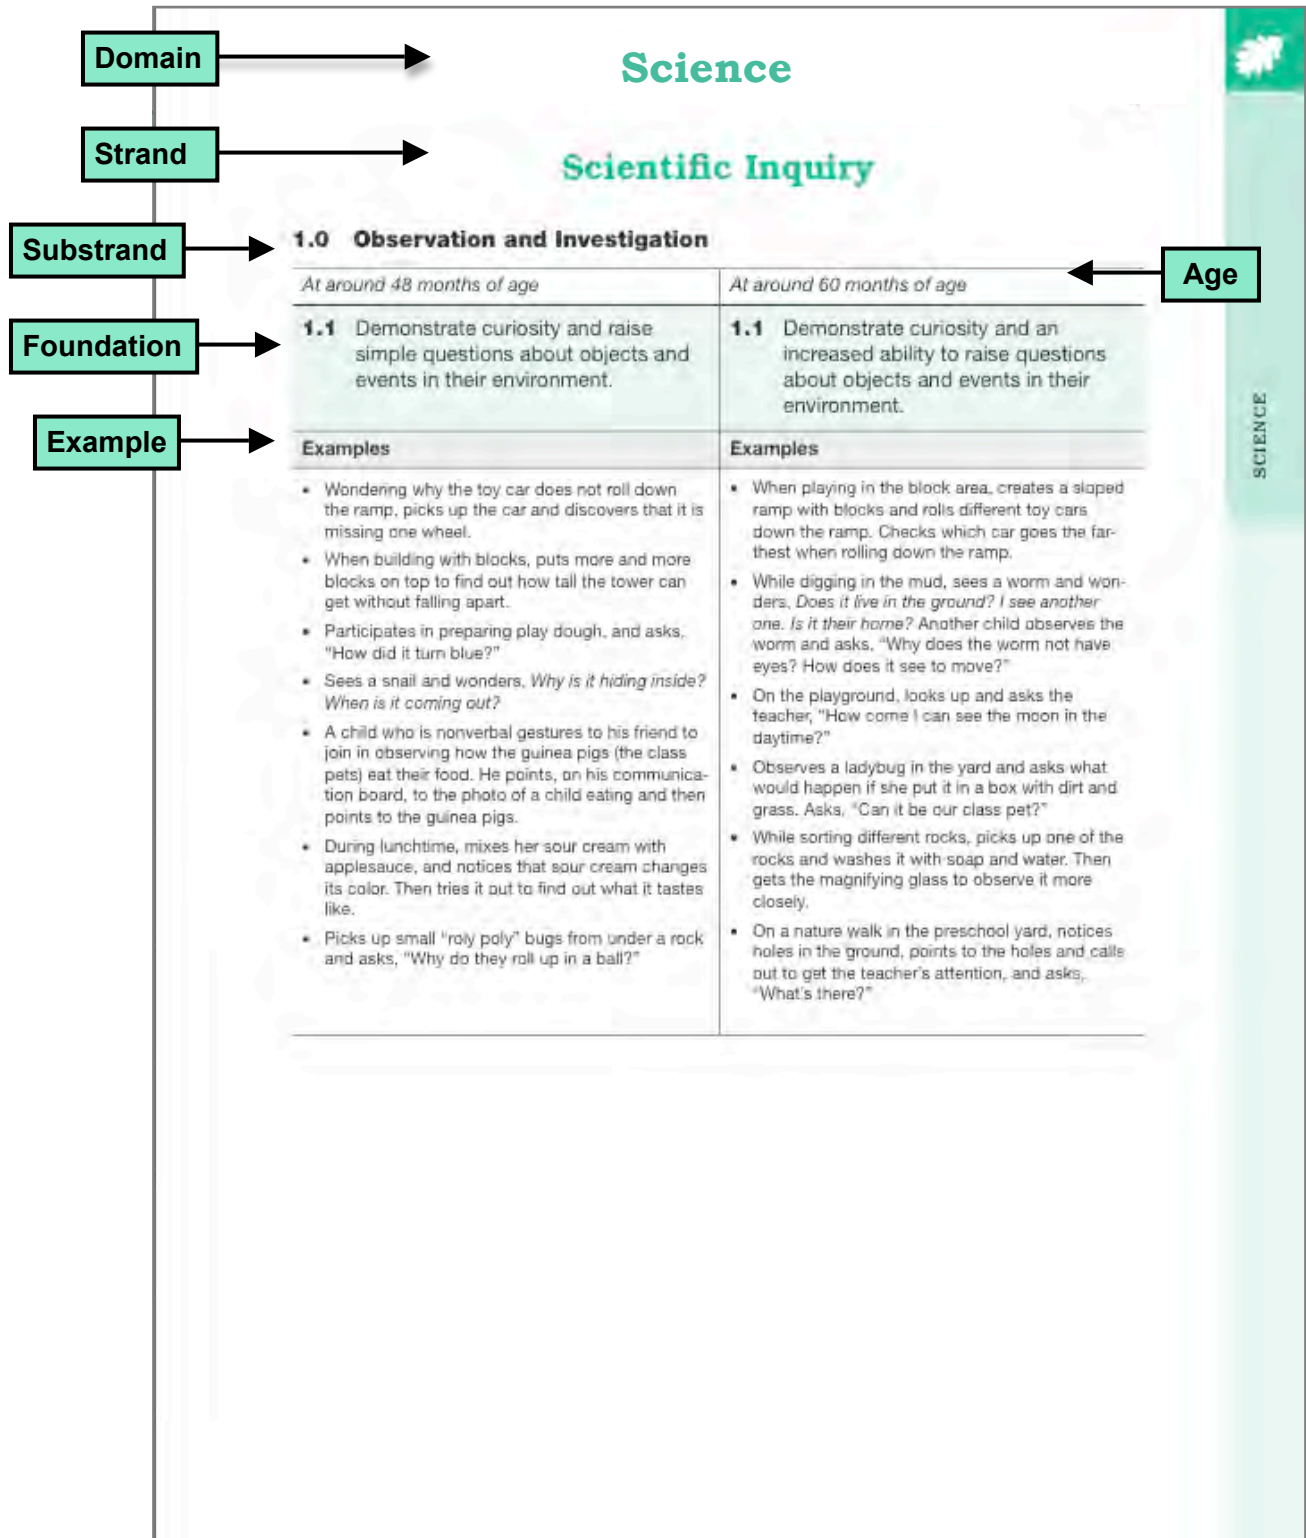 Domain
Science
Strand
Scientific Inquiry
Substrand
1.0 Observation and Investigation
Age
At around 48 months of age
At around 60 months of age
Foundation
1.1 Demonstrate curiosity and raise
simple questions about objects and
events in their environment.
1.1 Demonstrate curiosity and an
increased ability to raise questions
about objects and events in their
environment.
Example
Examples
• Wondering why the toy car does not roll down
the ramp, picks up the car and discovers that it is
missing one wheel.
• When building with blocks, puts more and more
blocks on top to find out how tall the tower can
get without falling apart.
• Participates in preparing play dough, and asks,
"How did it turn blue?"
• Sees a snail and wonders, Why is it hiding inside?
When is it coming out?
• A child who is nonverbal gestures to his friend to
join in observing how the guinea pigs (the class
pets) eat their food. He points, on his communica-
tion board, to the photo of a child eating and then
points to the guinea pigs.
• During lunchtime, mixes her sour cream with
applesauce, and notices that sour cream changes
its color. Then tries it out to find out what it tastes
like.
• Picks up small "roly poly" bugs from under a rock
and asks, "Why do they roll up in a ball?"
Examples
• When playing in the block area, creates a sloped
ramp with blocks and rolls different toy cars
down the ramp. Checks which car goes the far-
thest when rolling down the ramp.
• While digging in the mud, sees a worm and won-
ders, Does it live in the ground? I see another
one. Is it their home? Another child observes the
worm and asks, "Why does the worm not have
eyes? How does it see to move?"
• On the playground, looks up and asks the
teacher, "How come I can see the moon in the
daytime?"
• Observes a ladybug in the yard and asks what
would happen if she put it in a box with dirt and
grass. Asks, "Can it be our class pet?"
• While sorting different rocks, picks up one of the
rocks and washes it with soap and water. Then
gets the magnifying glass to observe it more
closely.
• On a nature walk in the preschool yard, notices
holes in the ground, points to the holes and calls
out to get the teacher's attention, and asks,
"What's there?"
SCIENCE